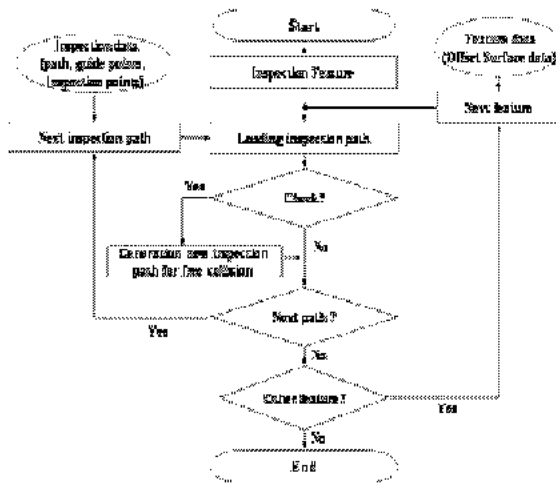 Start
Inspection data
(path, guide points,
Inspection points)
Feature data
(Offset Surface data)
Inspection Feature
Next feature
Next inspection path
Loading inspection path
Check?
Yes
No
Generation new inspection
path for free collision
Next path?
Yes
No
Other feature?
Yes
No
End